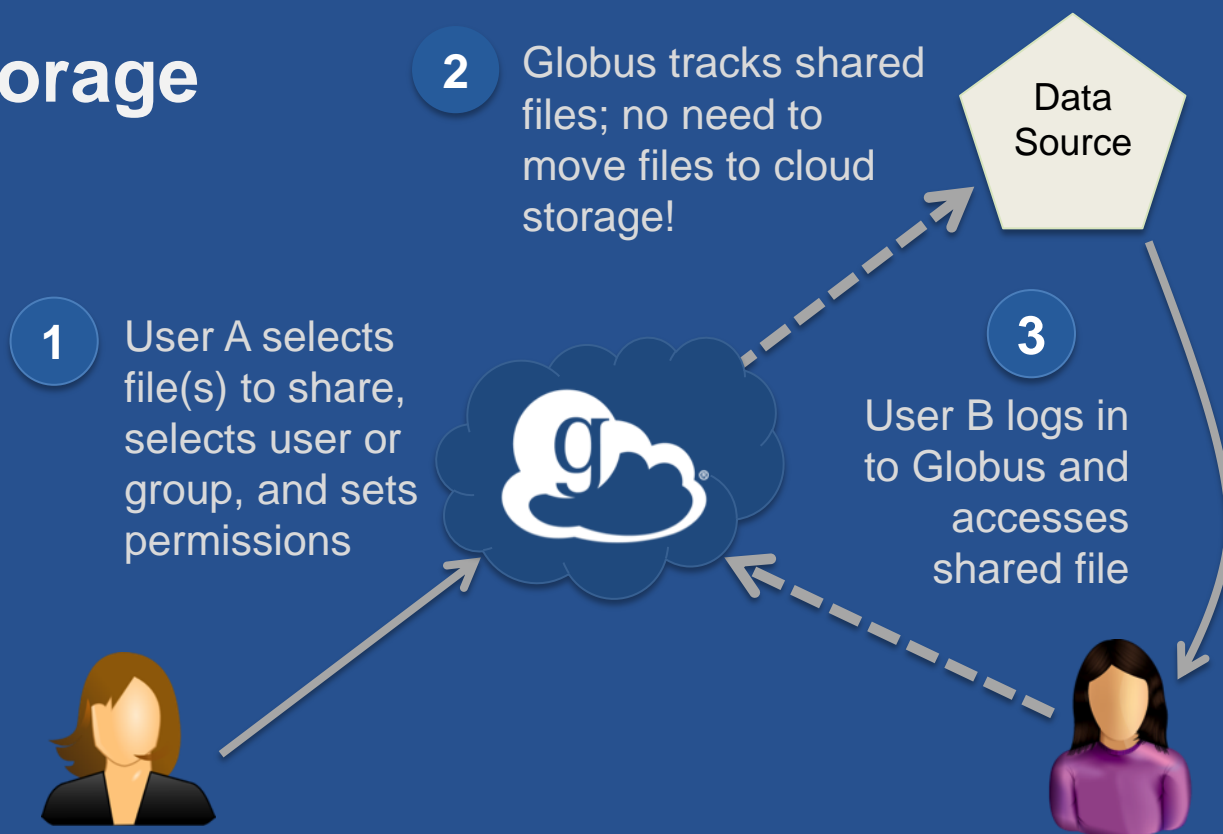 orage
2
Globus tracks shared
files; no need to
move files to cloud
storage!
Data
Source
1
User A selects
file(s) to share,
selects user or
group, and sets
permissions
g
®
3
User B logs in
to Globus and
accesses
shared file